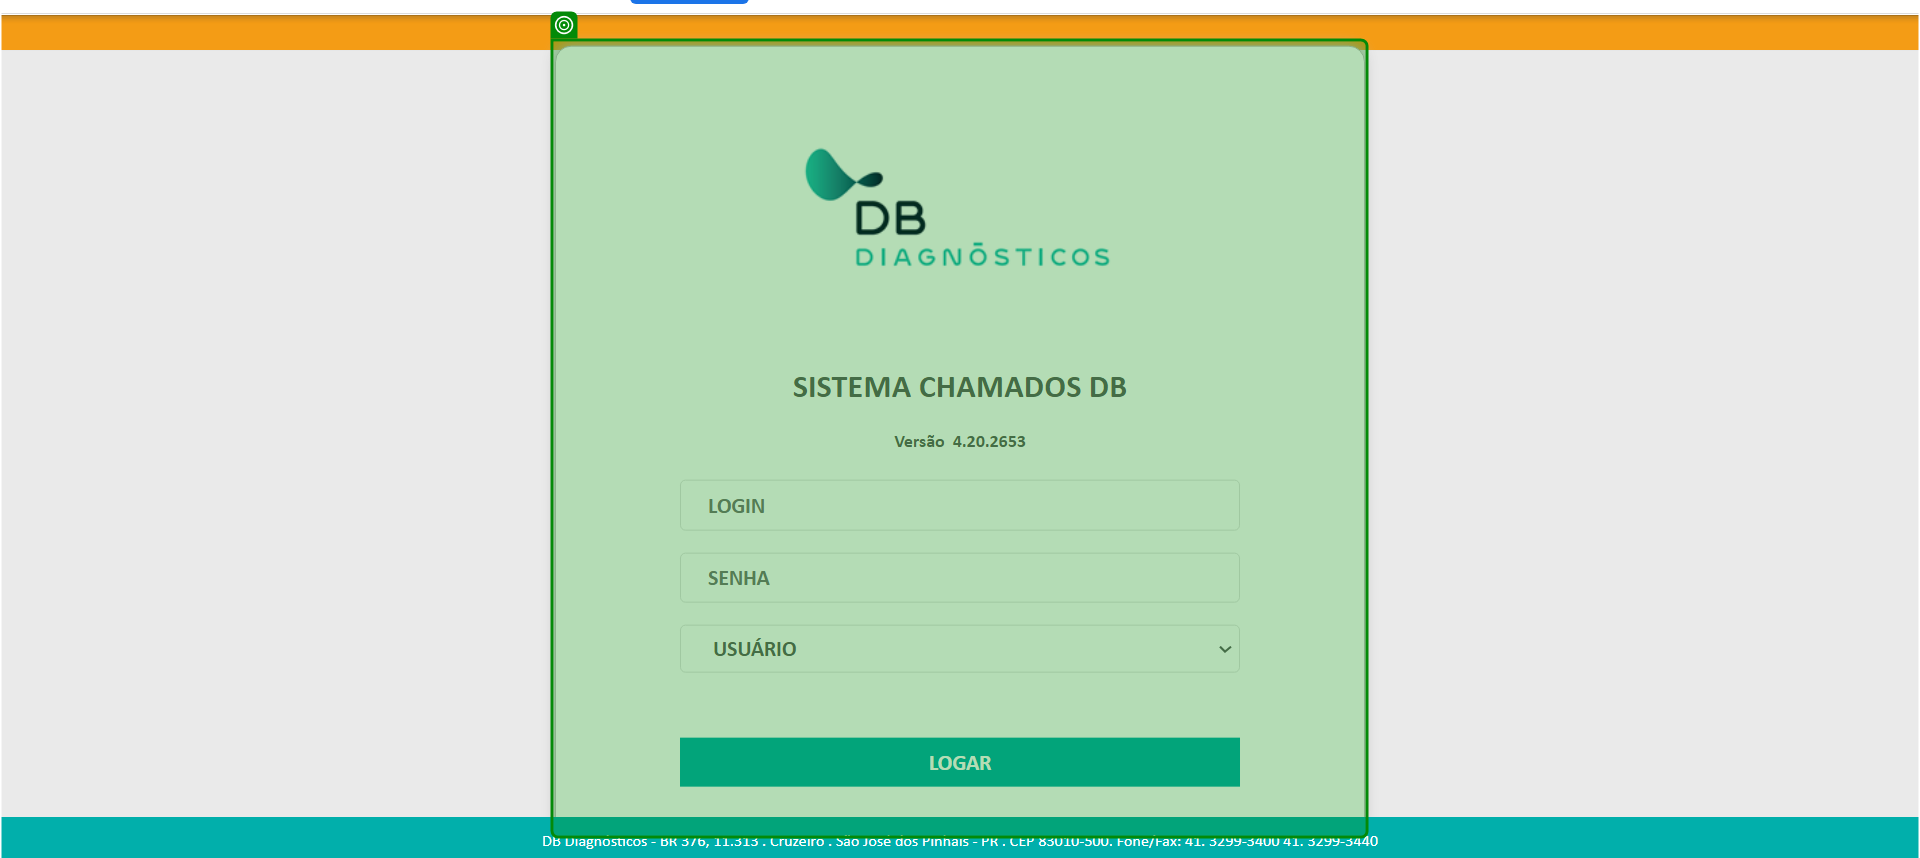 DB
DIAGNŌSTICOS
SISTEMA CHAMADOS DB
Versão 4.20.2653
LOGIN
SENHA
USUÁRIO
LOGAR
DB Diagnósticos - BR 376, 11.313 . Cruzeiro . São José dos Pinhais - PR . CEP 83010-500. Fone/Fax: 41. 3299-3400 41. 3299-3440